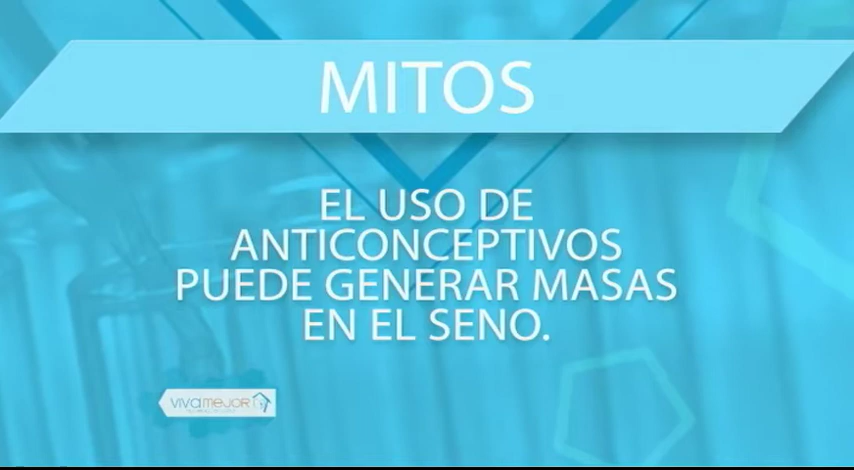 MITOS
EL USO DE
ANTICONCEPTIVOS
PUEDE GENERAR MASAS
EN EL SENO.
vivamejor